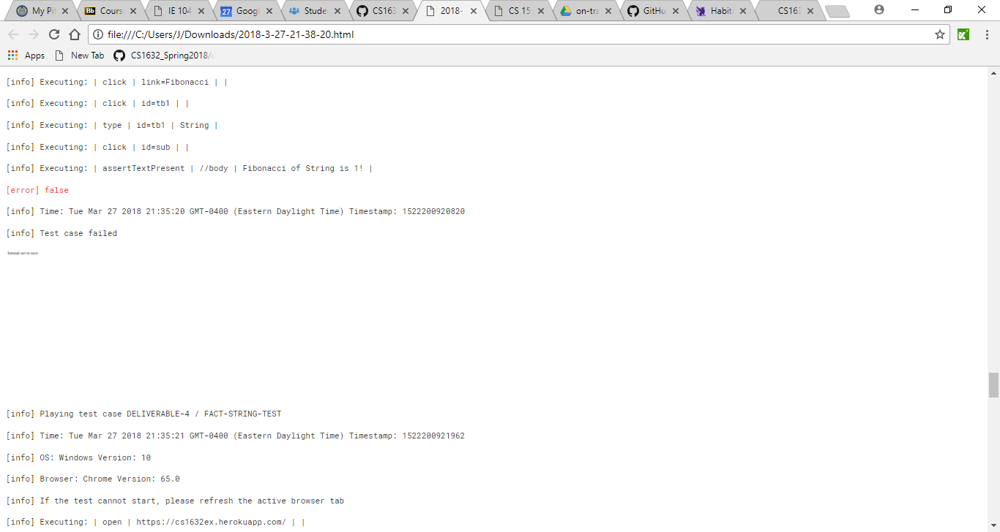 My Pi Cours IE 104 Googl Stude CS163 2018- CS 15 on-tra GitHu Habiti CS163
file:///C:/Users/J/Downloads/2018-3-27-21-38-20.html
Apps New Tab CS1632_Spring2018/
[info] Executing: | click | link=Fibonacci | |
[info] Executing: | click | id=tb1 | |
[info] Executing: | type | id=tb1 | String |
[info] Executing: | click | id=sub | |
[info] Executing: | assertTextPresent | //body | Fibonacci of String is 1! |
[error] false
[info] Time: Tue Mar 27 2018 21:35:20 GMT-0400 (Eastern Daylight Time) Timestamp: 1522200920820
[info] Test case failed
Internal server error
[info] Playing test case DELIVERABLE-4 / FACT-STRING-TEST
[info] Time: Tue Mar 27 2018 21:35:21 GMT-0400 (Eastern Daylight Time) Timestamp: 1522200921962
[info] OS: Windows Version: 10
[info] Browser: Chrome Version: 65.0
[info] If the test cannot start, please refresh the active browser tab
[info] Executing: | open | https://cs1632ex.herokuapp.com/ | |